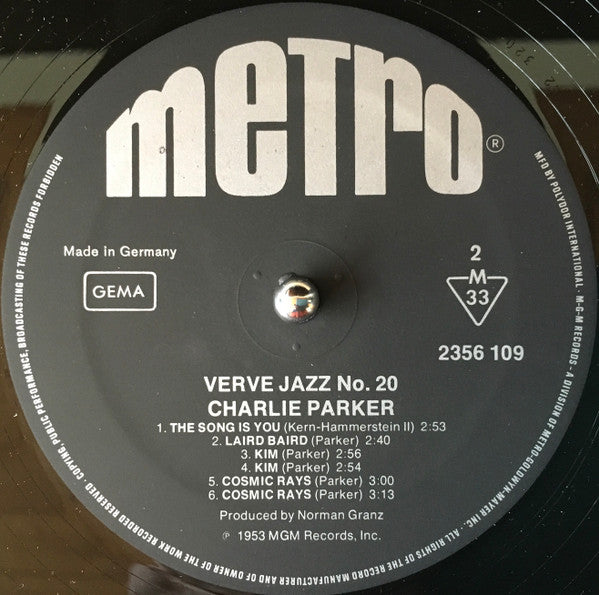 metro ®
Made in Germany
GEMA
2
M
33
2356 109
VERVE JAZZ No. 20
CHARLIE PARKER
1. THE SONG IS YOU (Kern-Hammerstein II) 2:53
2. LAIRD BAIRD (Parker) 2:40
3. KIM (Parker) 2:56
4. KIM (Parker) 2:54
5. COSMIC RAYS (Parker) 3:00
6. COSMIC RAYS (Parker) 3:13
Produced by Norman Granz
℗ 1953 MGM Records, Inc.
MFD BY POLYDOR INTERNATIONAL · M-G-M RECORDS - A DIVISION OF METRO-GOLDWYN-MAYER INC. · ALL RIGHTS OF THE RECORD MANUFACTURER AND OF OWNER OF THE WORK RECORDED RESERVED · COPYING, PUBLIC PERFORMANCE, BROADCASTING OF THESE RECORDS FORBIDDEN